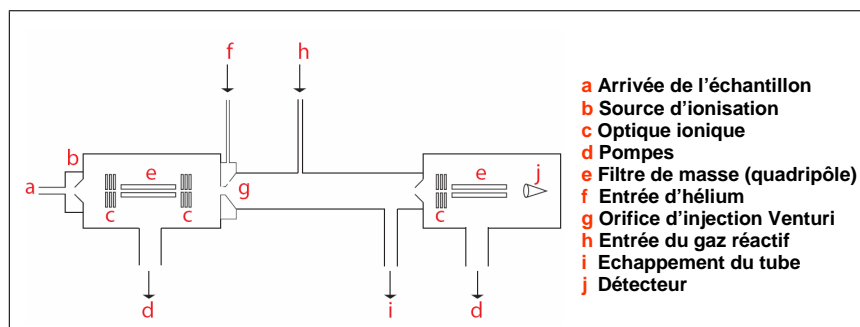 f
h
b
e
e
j
a
g
c
c
c
d
i
d
a Arrivée de l'échantillon
b Source d'ionisation
c Optique ionique
d Pompes
e Filtre de masse (quadripôle)
f Entrée d'hélium
g Orifice d'injection Venturi
h Entrée du gaz réactif
i Echappement du tube
j Détecteur